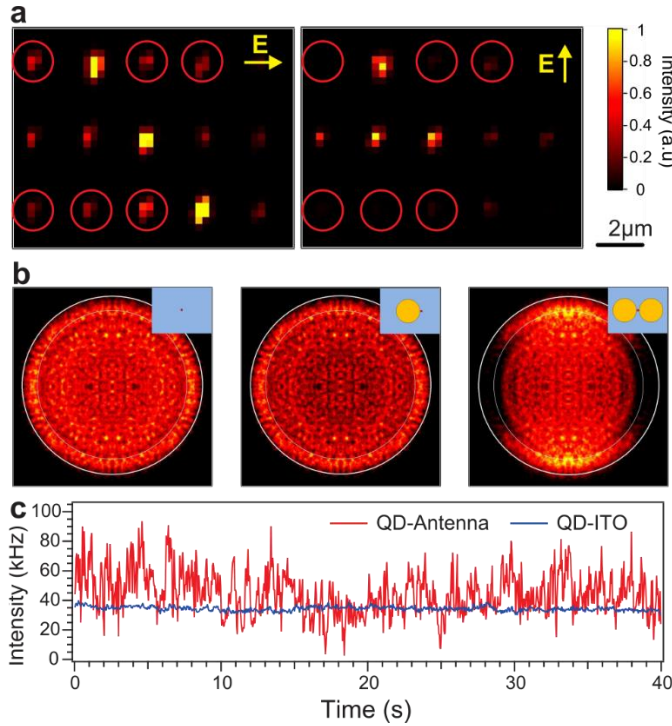 a
E
E
Intensity (a.u)
1
0.8
0.6
0.4
0.2
0
2µm
b
c
QD-Antenna
QD-ITO
Intensity (kHz)
100
80
60
40
20
0
0
10
20
30
40
Time (s)